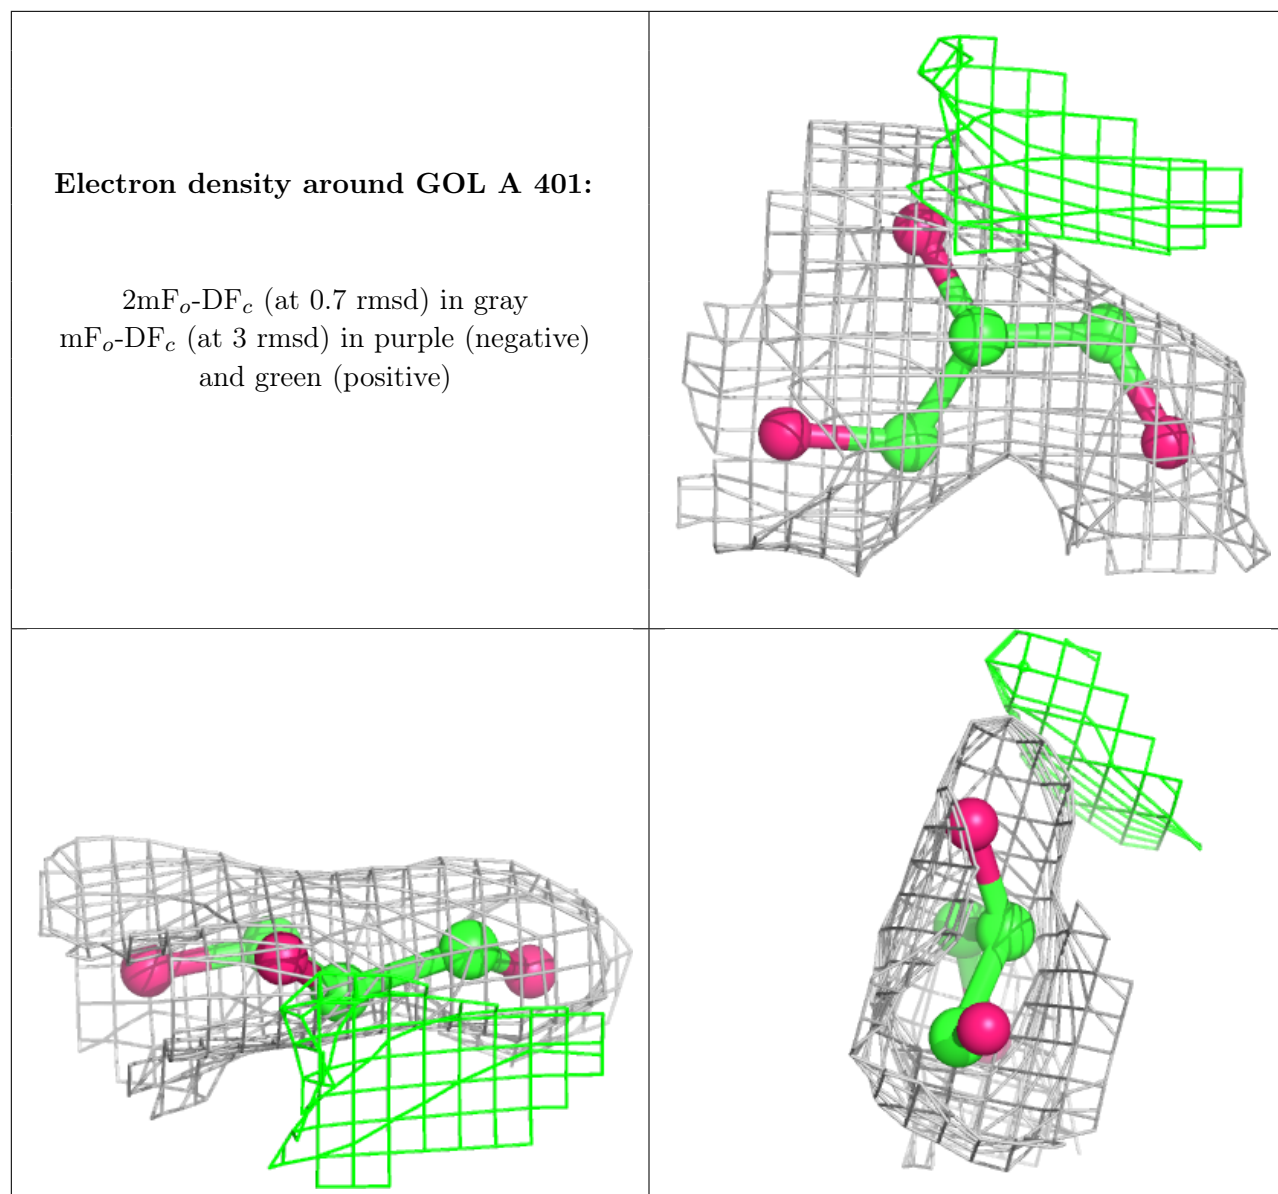 Electron density around GOL A 401:
2mFo-DFc (at 0.7 rmsd) in gray
mFo-DFc (at 3 rmsd) in purple (negative)
and green (positive)